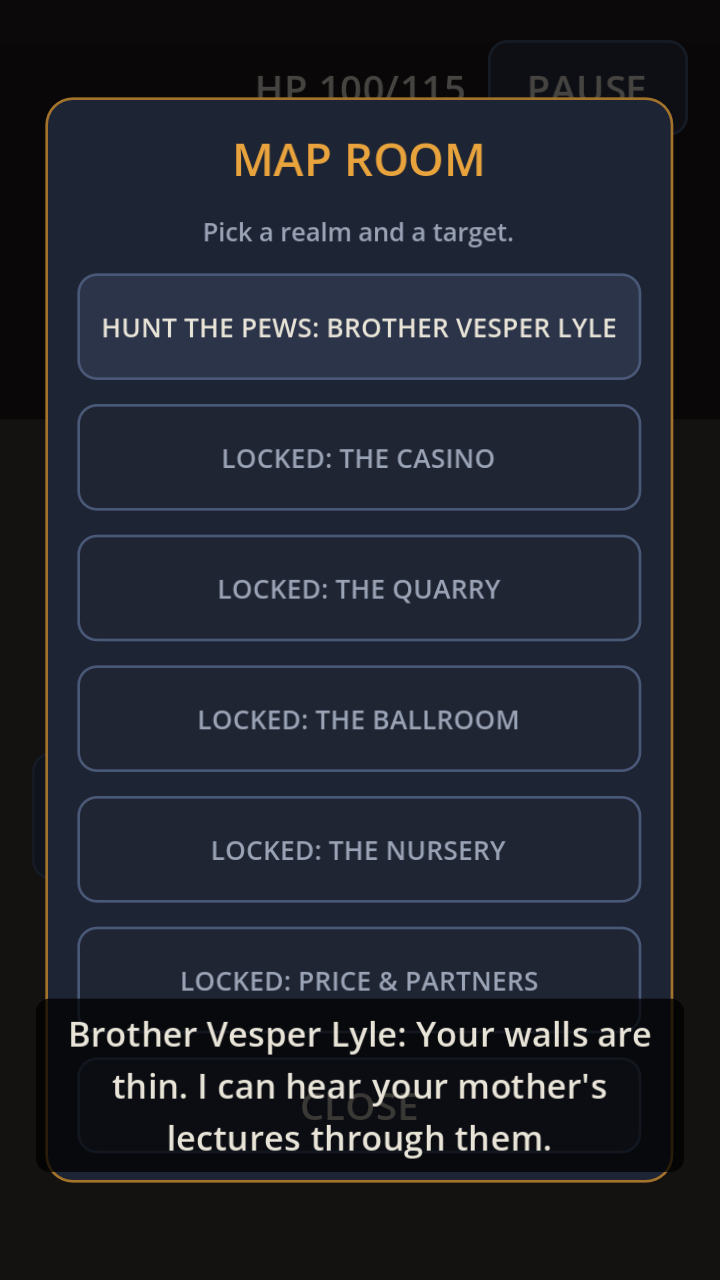 HP 100/115
PAUSE
MAP ROOM
Pick a realm and a target.
HUNT THE PEWS: BROTHER VESPER LYLE
LOCKED: THE CASINO
LOCKED: THE QUARRY
LOCKED: THE BALLROOM
LOCKED: THE NURSERY
LOCKED: PRICE & PARTNERS
Brother Vesper Lyle: Your walls are
thin. I can hear your mother's
CLOSE
lectures through them.